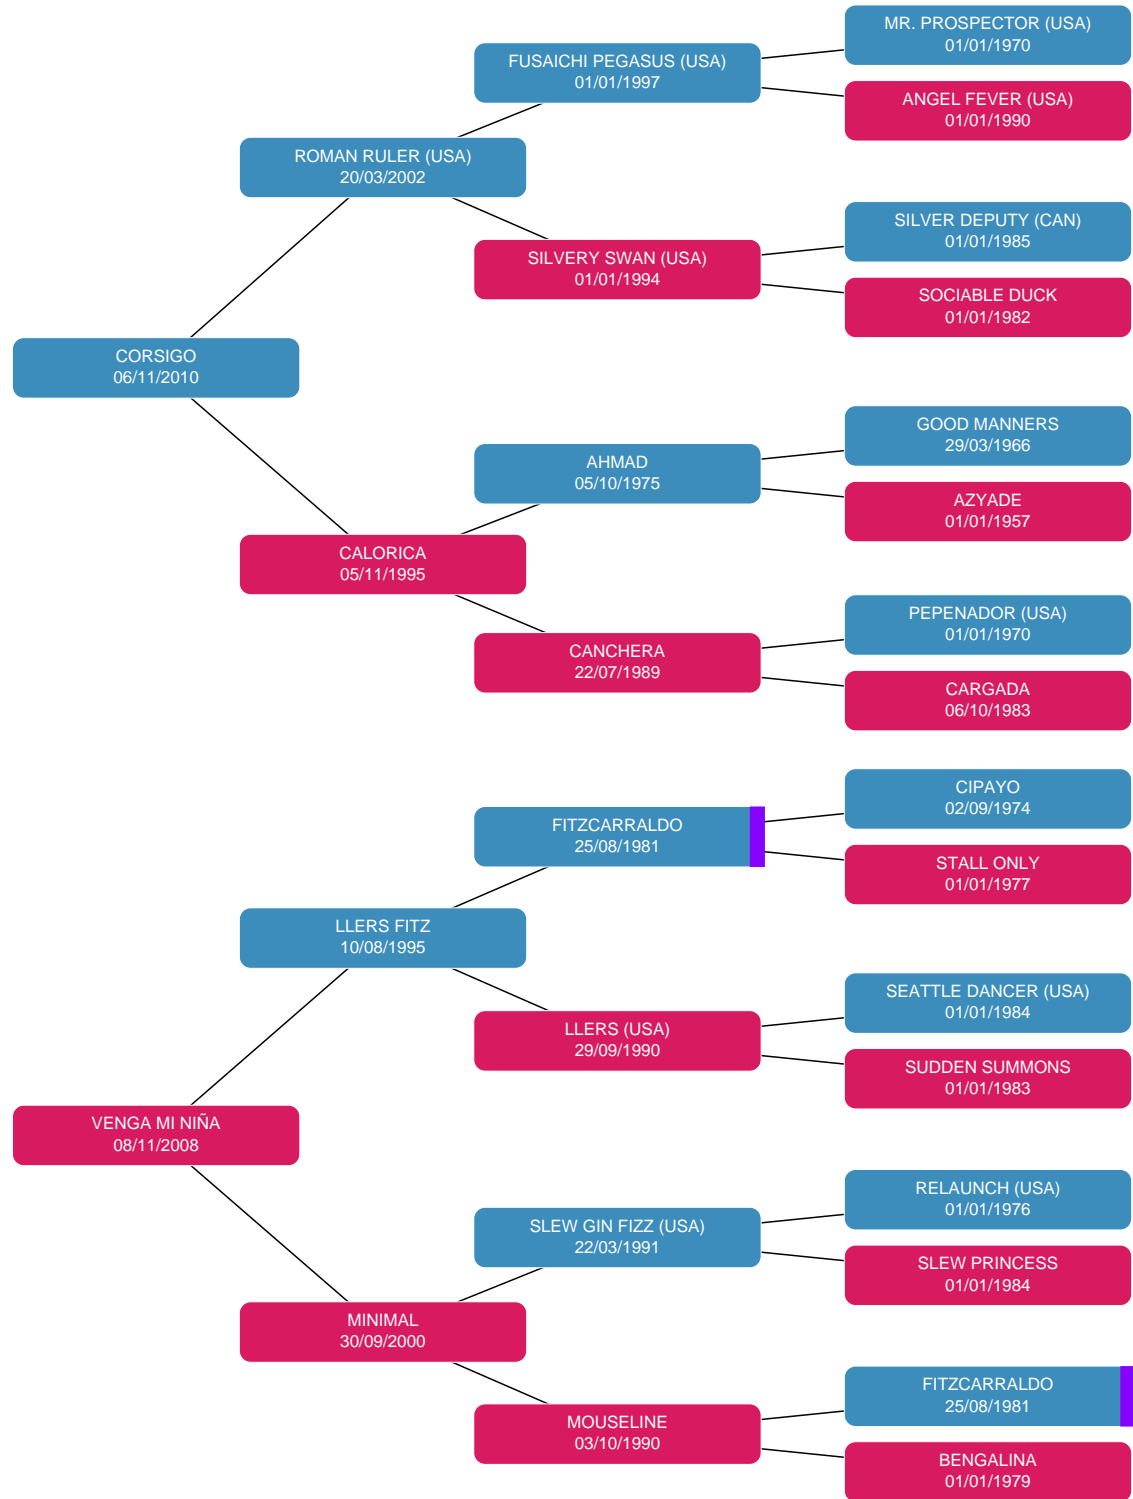 MR. PROSPECTOR (USA)
01/01/1970
FUSAICHI PEGASUS (USA)
01/01/1997
ANGEL FEVER (USA)
01/01/1990
ROMAN RULER (USA)
20/03/2002
SILVER DEPUTY (CAN)
01/01/1985
SILVERY SWAN (USA)
01/01/1994
SOCIABLE DUCK
01/01/1982
CORSIGO
06/11/2010
GOOD MANNERS
29/03/1966
AHMAD
05/10/1975
AZYADE
01/01/1957
CALORICA
05/11/1995
PEPENADOR (USA)
01/01/1970
CANCHERA
22/07/1989
CARGADA
06/10/1983
CIPAYO
02/09/1974
FITZCARRALDO
25/08/1981
STALL ONLY
01/01/1977
LLERS FITZ
10/08/1995
SEATTLE DANCER (USA)
01/01/1984
LLERS (USA)
29/09/1990
SUDDEN SUMMONS
01/01/1983
VENGA MI NIÑA
08/11/2008
RELAUNCH (USA)
01/01/1976
SLEW GIN FIZZ (USA)
22/03/1991
SLEW PRINCESS
01/01/1984
MINIMAL
30/09/2000
FITZCARRALDO
25/08/1981
MOUSELINE
03/10/1990
BENGALINA
01/01/1979